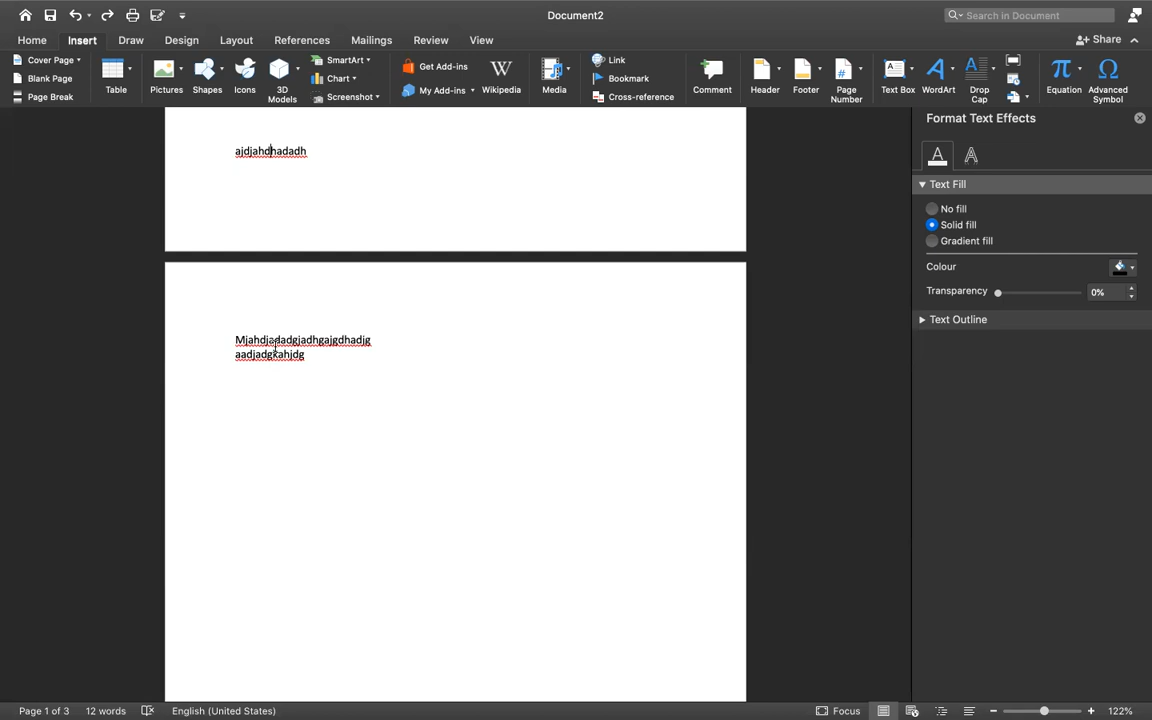 Document2
Search in Document
Home Insert Draw Design Layout References Mailings Review View
Share
Cover Page
Blank Page
Page Break
Table
Pictures
Shapes
Icons
3D
Models
SmartArt
Chart
Screenshot
Get Add-ins
My Add-ins
Wikipedia
Media
Link
Bookmark
Cross-reference
Comment
Header
Footer
Page
Number
Text Box
WordArt
Drop
Cap
Equation
Advanced
Symbol
ajdjahdhadadh
Mjahdjadadgjadhgajgdhadjg
aadjadgkahjdg
Format Text Effects
Text Fill
No fill
Solid fill
Gradient fill
Colour
Transparency 0%
Text Outline
Page 1 of 3 12 words English (United States) Focus 122%